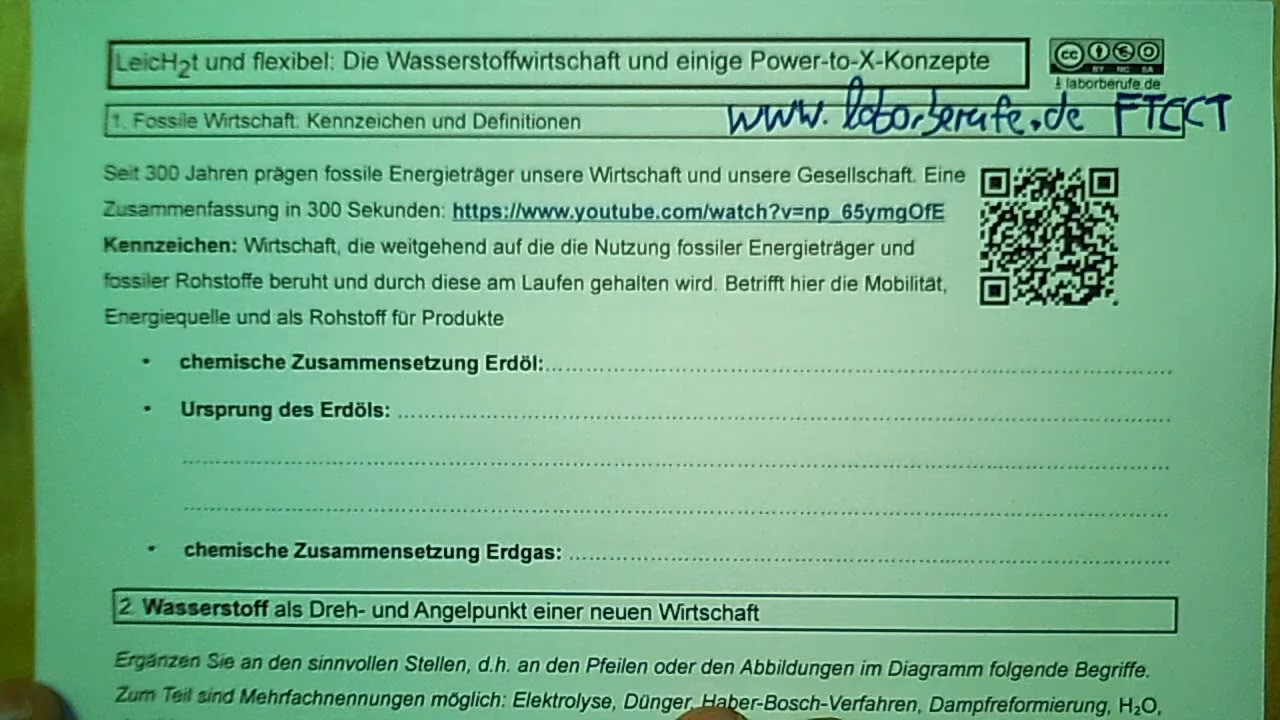 LeicH2t und flexibel: Die Wasserstoffwirtschaft und einige Power-to-X-Konzepte
cc BY NC SA
laborberufe.de
1. Fossile Wirtschaft: Kennzeichen und Definitionen
www.laborberufe.de FTCCT
Seit 300 Jahren prägen fossile Energieträger unsere Wirtschaft und unsere Gesellschaft. Eine
Zusammenfassung in 300 Sekunden: https://www.youtube.com/watch?v=np_65ymgOfE
Kennzeichen: Wirtschaft, die weitgehend auf die die Nutzung fossiler Energieträger und
fossiler Rohstoffe beruht und durch diese am Laufen gehalten wird. Betrifft hier die Mobilität,
Energiequelle und als Rohstoff für Produkte
• chemische Zusammensetzung Erdöl:
• Ursprung des Erdöls:
• chemische Zusammensetzung Erdgas:
2. Wasserstoff als Dreh- und Angelpunkt einer neuen Wirtschaft
Ergänzen Sie an den sinnvollen Stellen, d.h. an den Pfeilen oder den Abbildungen im Diagramm folgende Begriffe.
Zum Teil sind Mehrfachnennungen möglich: Elektrolyse, Dünger, Haber-Bosch-Verfahren, Dampfreformierung, H₂O,